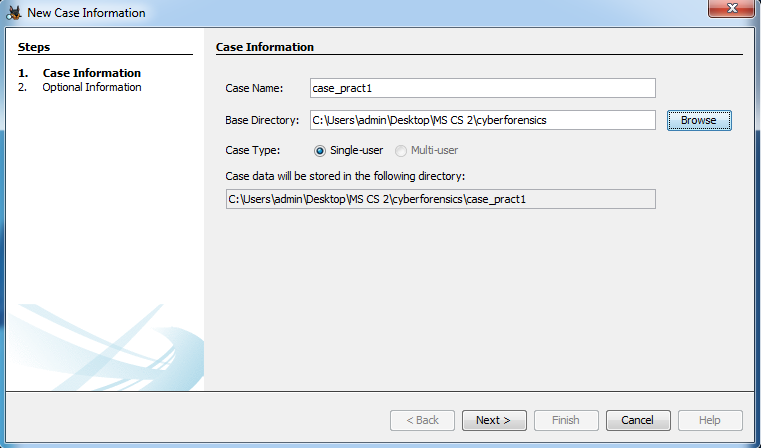 New Case Information
Steps
1. Case Information
2. Optional Information
Case Information
Case Name: case_pract1
Base Directory: C:\Users\admin\Desktop\MS CS 2\cyberforensics Browse
Case Type: Single-user Multi-user
Case data will be stored in the following directory:
C:\Users\admin\Desktop\MS CS 2\cyberforensics\case_pract1
< Back Next > Finish Cancel Help